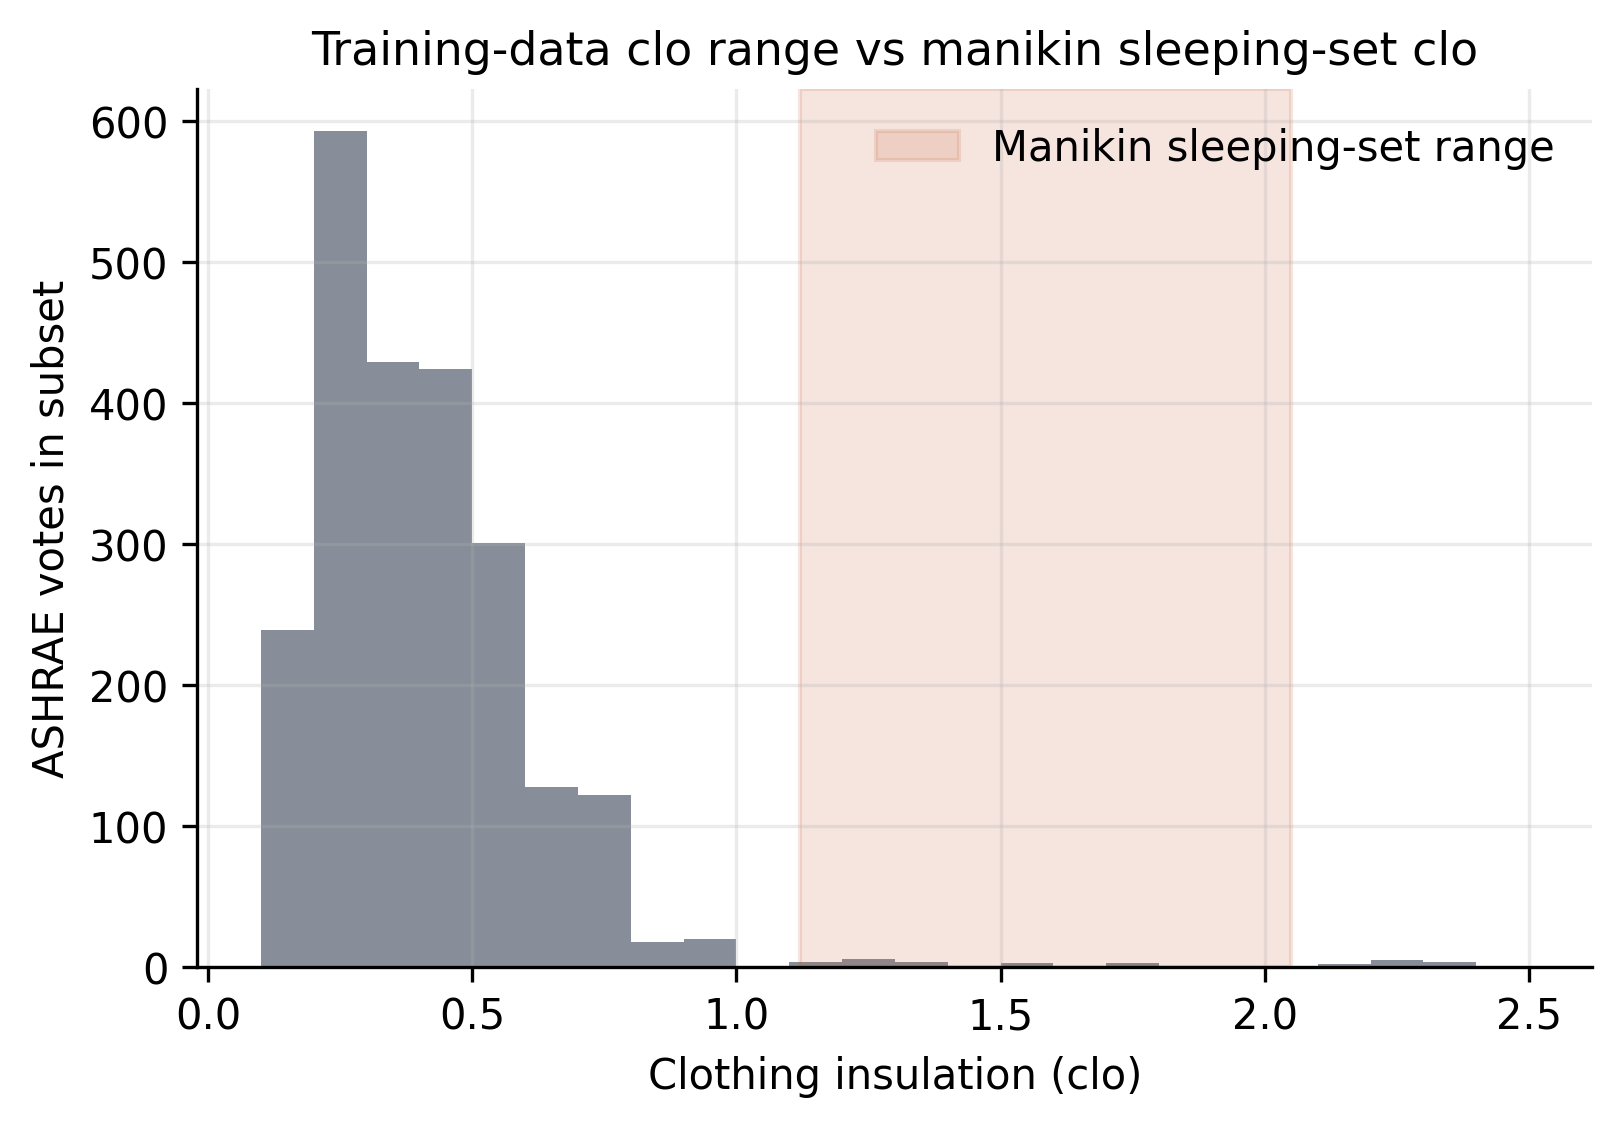 Training-data clo range vs manikin sleeping-set clo
Manikin sleeping-set range
600
500
400
300
200
100
0
ASHRAE votes in subset
0.0 0.5 1.0 1.5 2.0 2.5
Clothing insulation (clo)